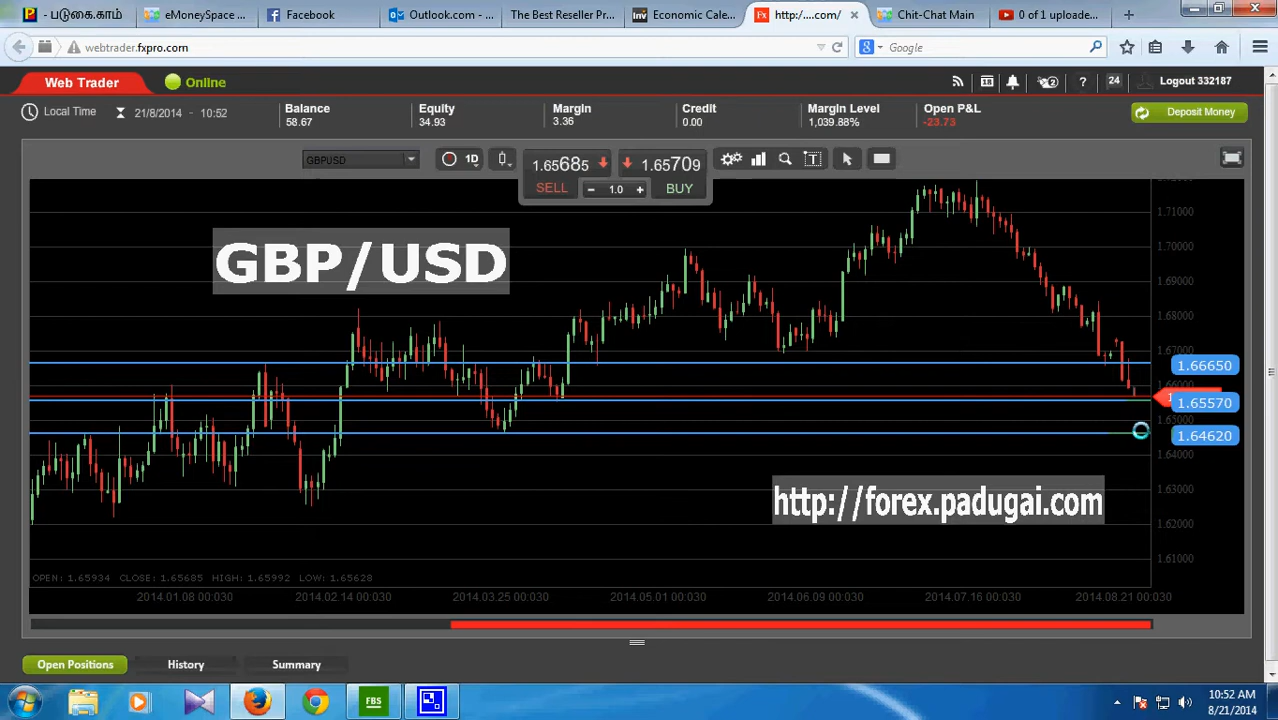 படுகை.காம்
eMoneySpace ...
Facebook
Outlook.com - ...
The Best Reseller Pr...
Economic Cale...
http:/....com/
Chit-Chat Main
0 of 1 uploade...
webtrader.fxpro.com
Google
Web Trader
Online
24
Logout 332187
Local Time
21/8/2014 - 10:52
Balance
58.67
Equity
34.93
Margin
3.36
Credit
0.00
Margin Level
1,039.88%
Open P&L
-23.73
Deposit Money
GBPUSD
1D
1.65685
1.65709
SELL
1.0
BUY
1.71000
GBP/USD
1.70000
1.69000
1.68000
1.67000
1.66650
1.66000
1.65570
1.65000
1.64620
1.64000
1.63000
http://forex.padugai.com
1.62000
1.61000
OPEN: 1.65934 CLOSE: 1.65685 HIGH: 1.65992 LOW: 1.65628
2014.01.08 00:030
2014.02.14 00:030
2014.03.25 00:030
2014.05.01 00:030
2014.06.09 00:030
2014.07.16 00:030
2014.08.21 00:030
Open Positions
History
Summary
FBS
10:52 AM
8/21/2014